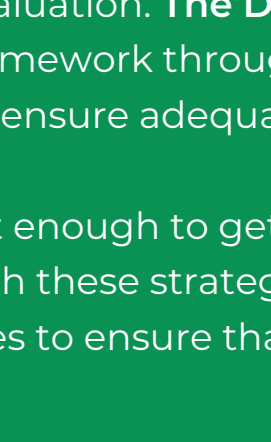 aluation. The D
mework throug
ensure adequa
t enough to get
h these strateg
es to ensure tha